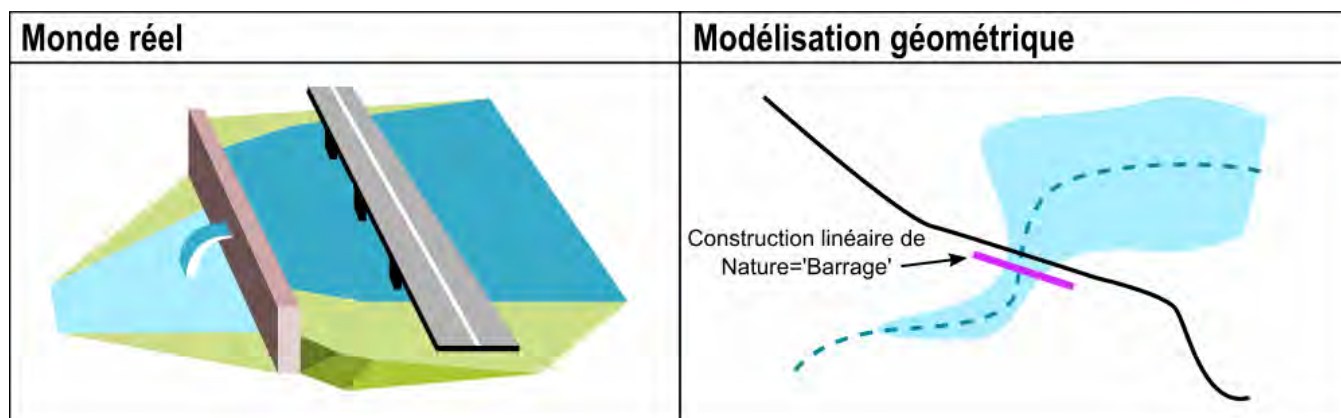 Monde réel
Modélisation géométrique
Construction linéaire de
Nature='Barrage'